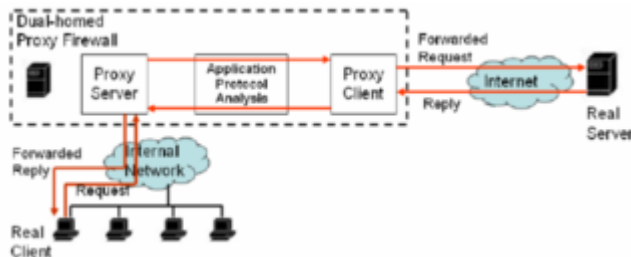 Dual-homed
Proxy Firewall
Proxy
Server
Application
Protocol
Analysis
Proxy
Client
Forwarded
Request
Internet
Reply
Real
Server
Forwarded
Reply
Internal
Network
Request
Real
Client